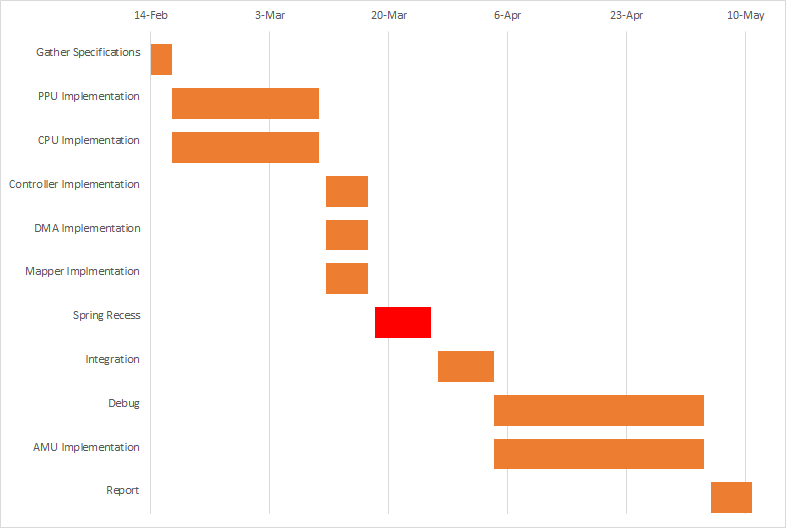 14-Feb 3-Mar 20-Mar 6-Apr 23-Apr 10-May
Gather Specifications
PPU Implementation
CPU Implementation
Controller Implementation
DMA Implementation
Mapper Implmentation
Spring Recess
Integration
Debug
AMU Implementation
Report